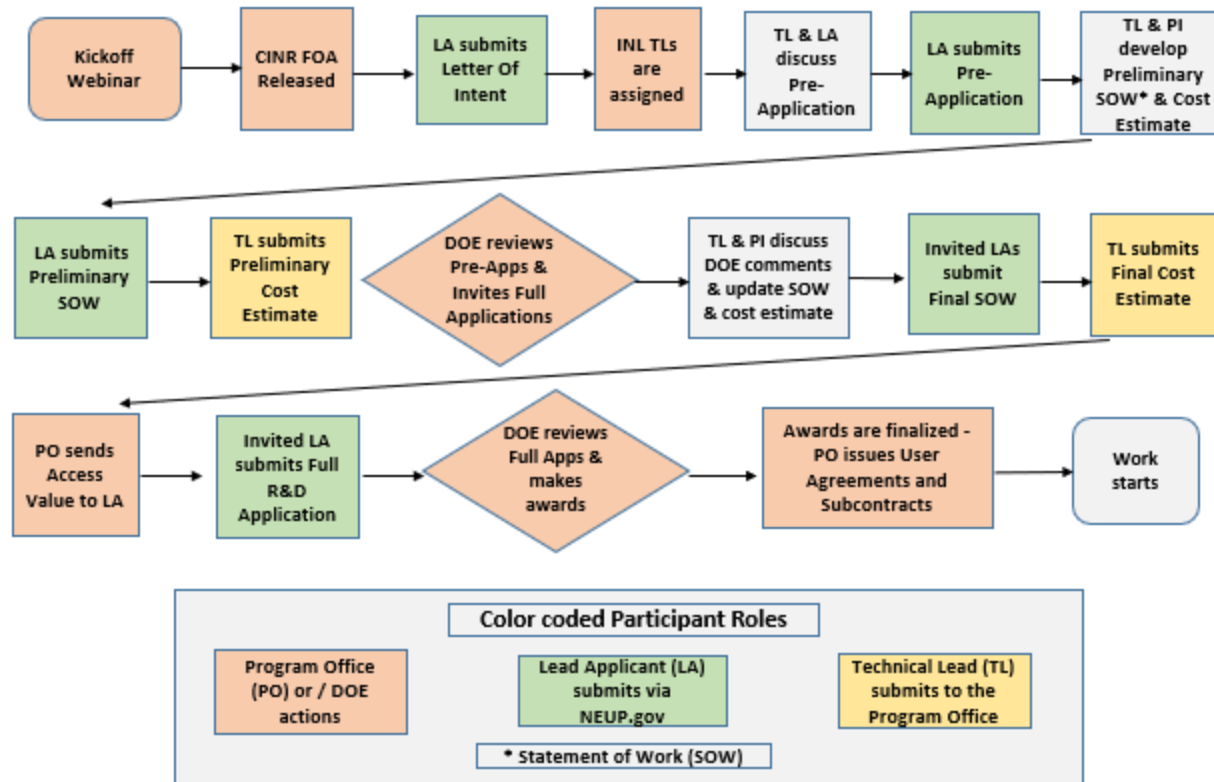 Kickoff
Webinar
CINR FOA
Released
LA submits
Letter Of
Intent
INL TLs
are
assigned
TL & LA
discuss
Pre-
Application
LA submits
Pre-
Application
TL & PI
develop
Preliminary
SOW* & Cost
Estimate
LA submits
Preliminary
SOW
TL submits
Preliminary
Cost
Estimate
DOE reviews
Pre-Apps &
Invites Full
Applications
TL & PI discuss
DOE comments
& update SOW
& cost estimate
Invited LAs
submit
Final SOW
TL submits
Final Cost
Estimate
PO sends
Access
Value to LA
Invited LA
submits Full
R&D
Application
DOE reviews
Full Apps &
makes
awards
Awards are finalized -
PO issues User
Agreements and
Subcontracts
Work
starts
Color coded Participant Roles
Program Office
(PO) or / DOE
actions
Lead Applicant (LA)
submits via
NEUP.gov
Technical Lead (TL)
submits to the
Program Office
* Statement of Work (SOW)